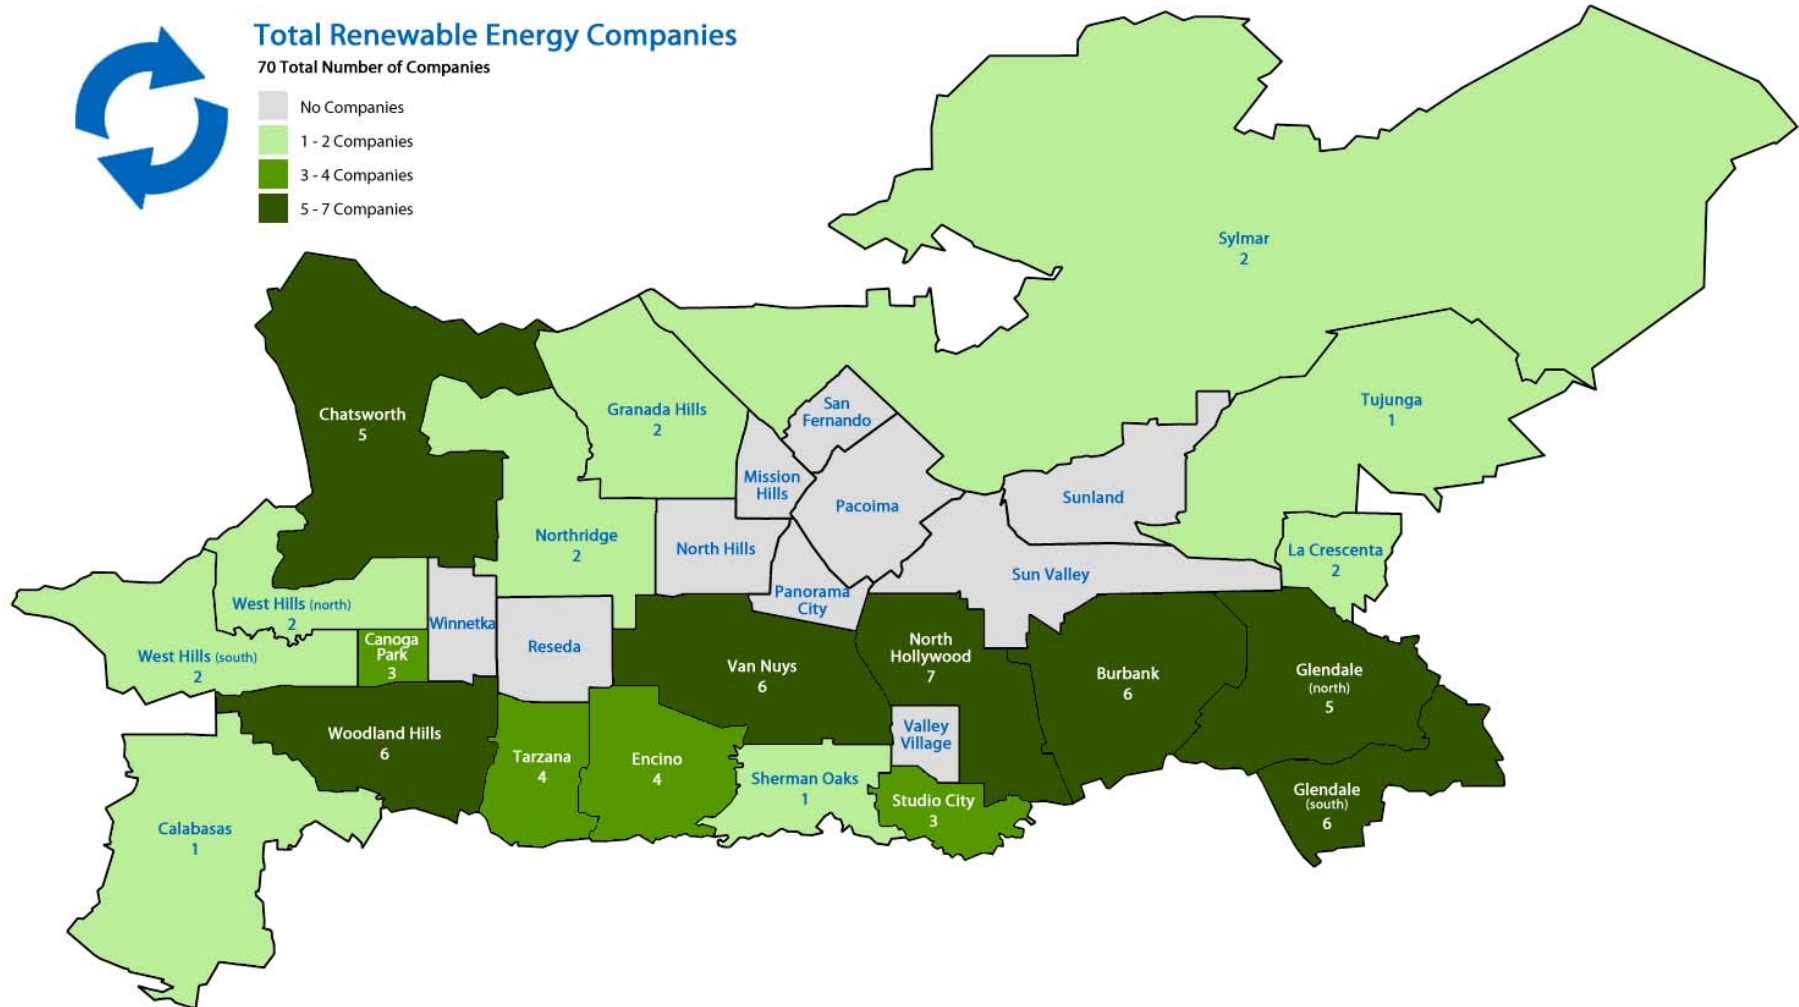 Total Renewable Energy Companies
70 Total Number of Companies
No Companies
1 - 2 Companies
3 - 4 Companies
5 - 7 Companies
Sylmar
2
Chatsworth
5
Granada Hills
2
San
Fernando
Tujunga
1
Mission
Hills
Pacoima
Sunland
Northridge
2
North Hills
La Crescenta
2
Sun Valley
Panorama
City
West Hills (north)
2
Winnetka
Reseda
Canoga
Park
3
West Hills (south)
2
Van Nuys
6
North
Hollywood
7
Burbank
6
Glendale
(north)
5
Woodland Hills
6
Tarzana
4
Encino
4
Valley
Village
Sherman Oaks
1
Studio City
3
Glendale
(south)
6
Calabasas
1